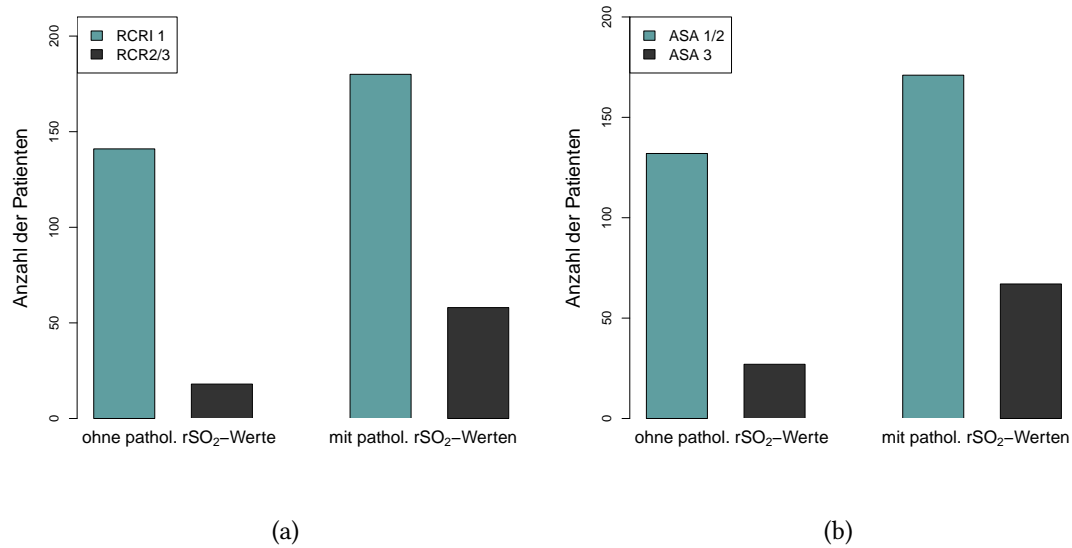 RCRI 1
RCR2/3
Anzahl der Patienten
0
50
100
150
200
ohne pathol. rSO₂−Werte
mit pathol. rSO₂−Werten
(a)
ASA 1/2
ASA 3
Anzahl der Patienten
0
50
100
150
200
ohne pathol. rSO₂−Werte
mit pathol. rSO₂−Werten
(b)